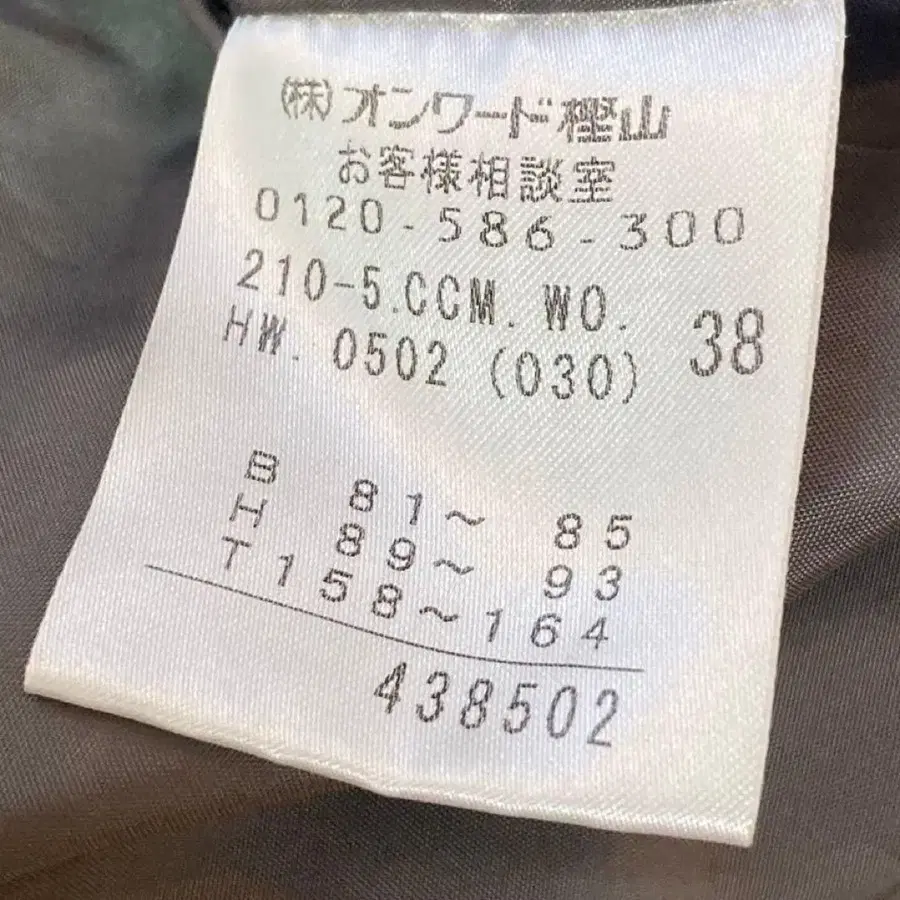 (株)オンワード樫山
お客様相談室
0120-586-300
210-5.CCM.WO. 38
HW. 0502 (030)
B 81~ 85
H 89~ 93
T158~164
438502